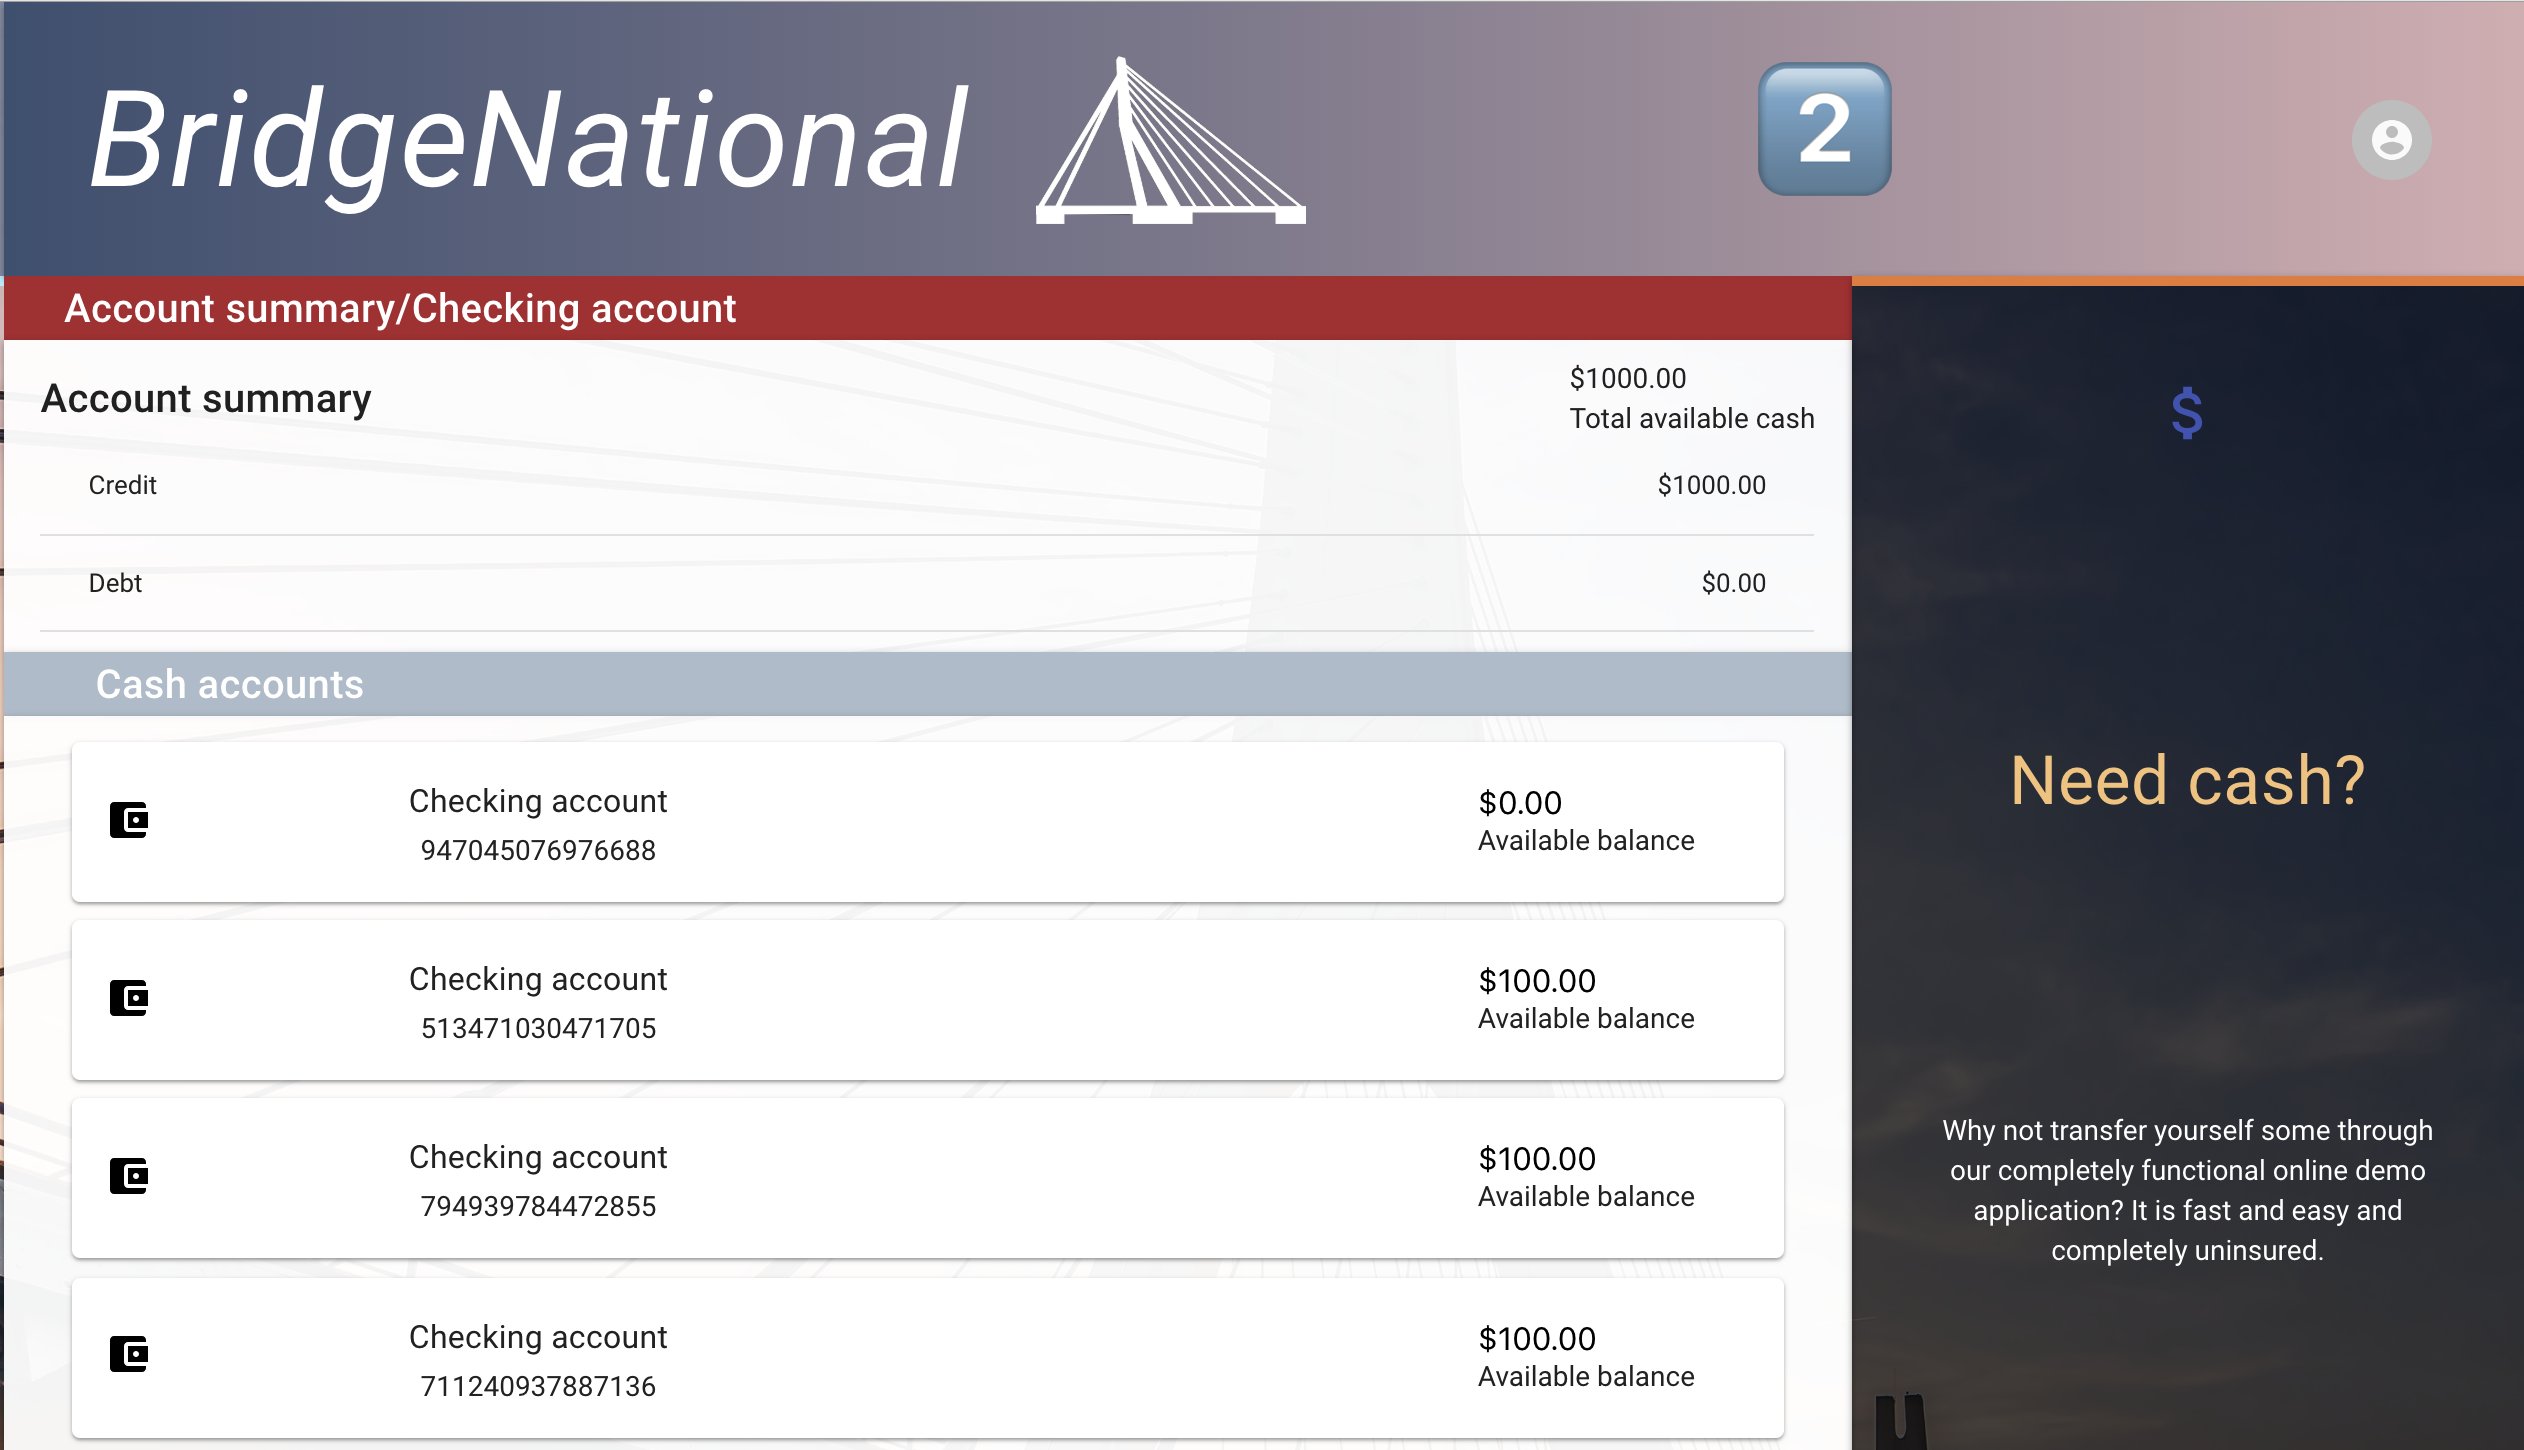 BridgeNational
2
Account summary/Checking account
Account summary
$1000.00
Total available cash
Credit
$1000.00
Debt
$0.00
Cash accounts
Checking account
947045076976688
$0.00
Available balance
Checking account
513471030471705
$100.00
Available balance
Checking account
794939784472855
$100.00
Available balance
Checking account
711240937887136
$100.00
Available balance
$
Need cash?
Why not transfer yourself some through
our completely functional online demo
application? It is fast and easy and
completely uninsured.